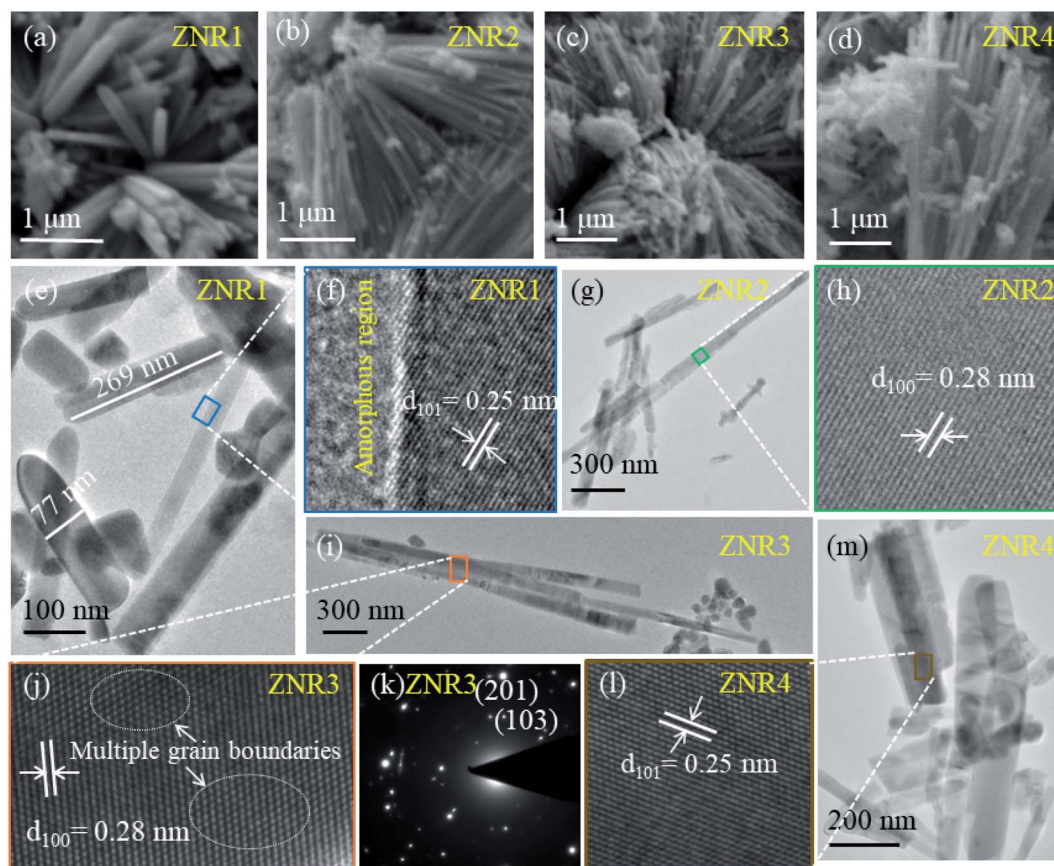 (a) ZNR1
1 μm
(b) ZNR2
1 μm
(c) ZNR3
1 μm
(d) ZNR4
1 μm
(e) ZNR1
269 nm
77 nm
100 nm
(f) ZNR1
Amorphous region
d101= 0.25 nm
(g) ZNR2
300 nm
(h) ZNR2
d100= 0.28 nm
(i) ZNR3
300 nm
(m) ZNR4
200 nm
(j) ZNR3
Multiple grain boundaries
d100= 0.28 nm
(k) ZNR3
(201)
(103)
(l) ZNR4
d101= 0.25 nm